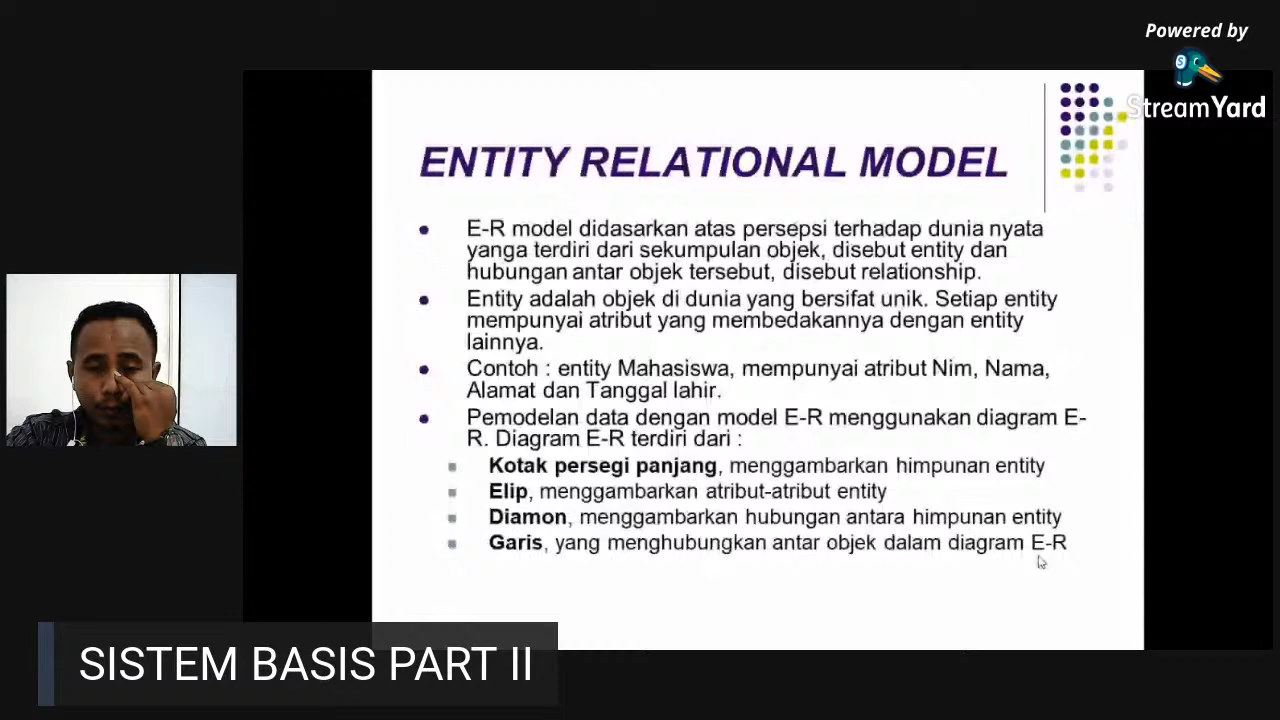 Powered by
StreamYard
ENTITY RELATIONAL MODEL
E-R model didasarkan atas persepsi terhadap dunia nyata
yanga terdiri dari sekumpulan objek, disebut entity dan
hubungan antar objek tersebut, disebut relationship.
Entity adalah objek di dunia yang bersifat unik. Setiap entity
mempunyai atribut yang membedakannya dengan entity
lainnya.
Contoh : entity Mahasiswa, mempunyai atribut Nim, Nama,
Alamat dan Tanggal lahir.
Pemodelan data dengan model E-R menggunakan diagram E-
R. Diagram E-R terdiri dari :
Kotak persegi panjang, menggambarkan himpunan entity
Elip, menggambarkan atribut-atribut entity
Diamon, menggambarkan hubungan antara himpunan entity
Garis, yang menghubungkan antar objek dalam diagram E-R
SISTEM BASIS PART II